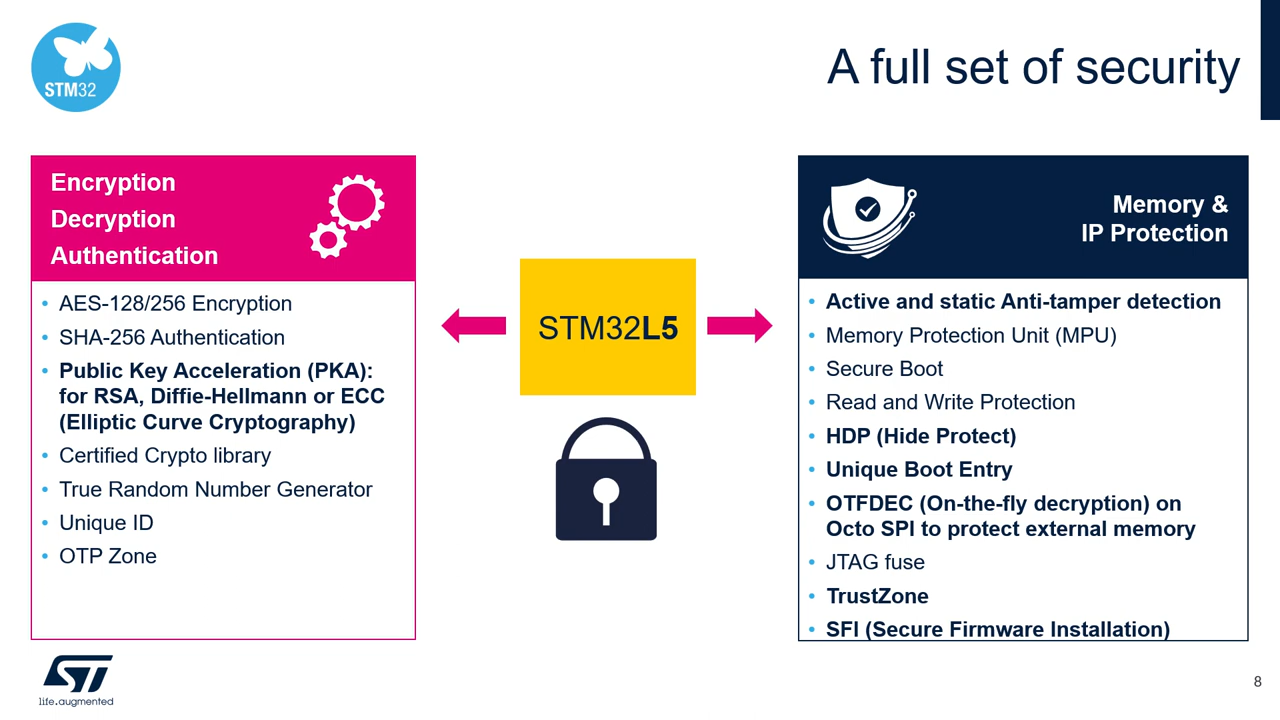 STM32
A full set of security
Encryption
Decryption
Authentication
• AES-128/256 Encryption
• SHA-256 Authentication
• Public Key Acceleration (PKA):
for RSA, Diffie-Hellmann or ECC
(Elliptic Curve Cryptography)
• Certified Crypto library
• True Random Number Generator
• Unique ID
• OTP Zone
STM32L5
Memory &
IP Protection
• Active and static Anti-tamper detection
• Memory Protection Unit (MPU)
• Secure Boot
• Read and Write Protection
• HDP (Hide Protect)
• Unique Boot Entry
• OTFDEC (On-the-fly decryption) on
Octo SPI to protect external memory
• JTAG fuse
• TrustZone
• SFI (Secure Firmware Installation)
ST
life.augmented
8